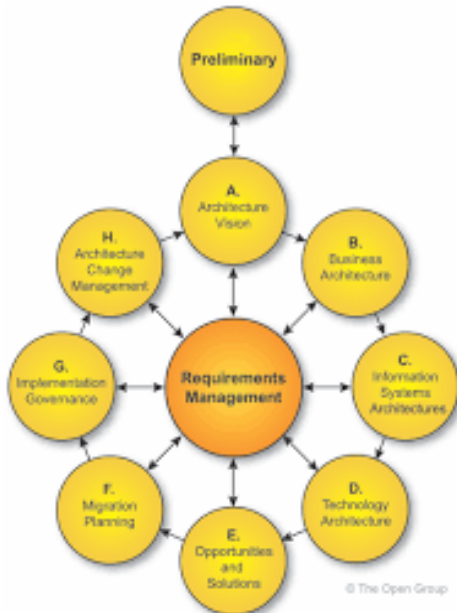 Preliminary
A.
Architecture
Vision
B.
Business
Architecture
C.
Information
Systems
Architectures
D.
Technology
Architecture
E.
Opportunities
and
Solutions
F.
Migration
Planning
G.
Implementation
Governance
H.
Architecture
Change
Management
Requirements
Management
© The Open Group